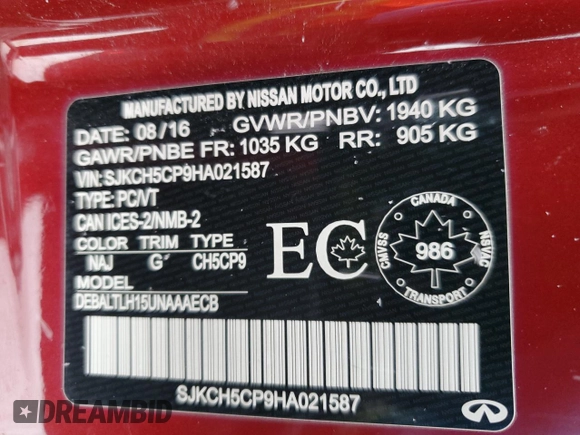 MANUFACTURED BY NISSAN MOTOR CO., LTD
DATE: 08/16 GVWR/PNBV: 1940 KG
GAWR/PNBE FR: 1035 KG RR: 905 KG
VIN: SJKCH5CP9HA021587
TYPE: PC/VT
CAN ICES-2/NMB-2
COLOR TRIM TYPE
NAJ G CH5CP9
MODEL
DEBALTLH15UNAAAECB
EC
CANADA
CMVSS 986 NSVAC
TRANSPORT
SJKCH5CP9HA021587
INFINITI
DREAMBID